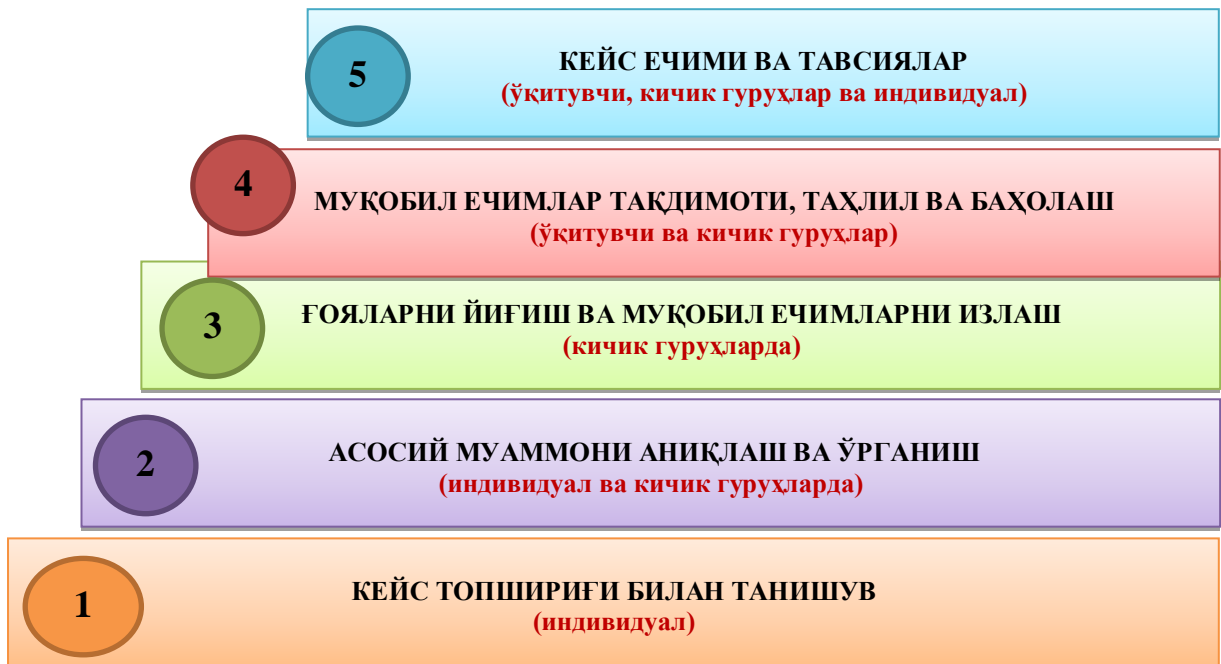 5
КЕЙС ЕЧИМИ ВА ТАВСИЯЛАР
(ўқитувчи, кичик гуруҳлар ва индивидуал)
4
МУҚОБИЛ ЕЧИМЛАР ТАҚДИМОТИ, ТАҲЛИЛ ВА БАҲОЛАШ
(ўқитувчи ва кичик гуруҳлар)
3
ҒОЯЛАРНИ ЙИҒИШ ВА МУҚОБИЛ ЕЧИМЛАРНИ ИЗЛАШ
(кичик гуруҳларда)
2
АСОСИЙ МУАММОНИ АНИҚЛАШ ВА ЎРГАНИШ
(индивидуал ва кичик гуруҳларда)
1
КЕЙС ТОПШИРИҒИ БИЛАН ТАНИШУВ
(индивидуал)